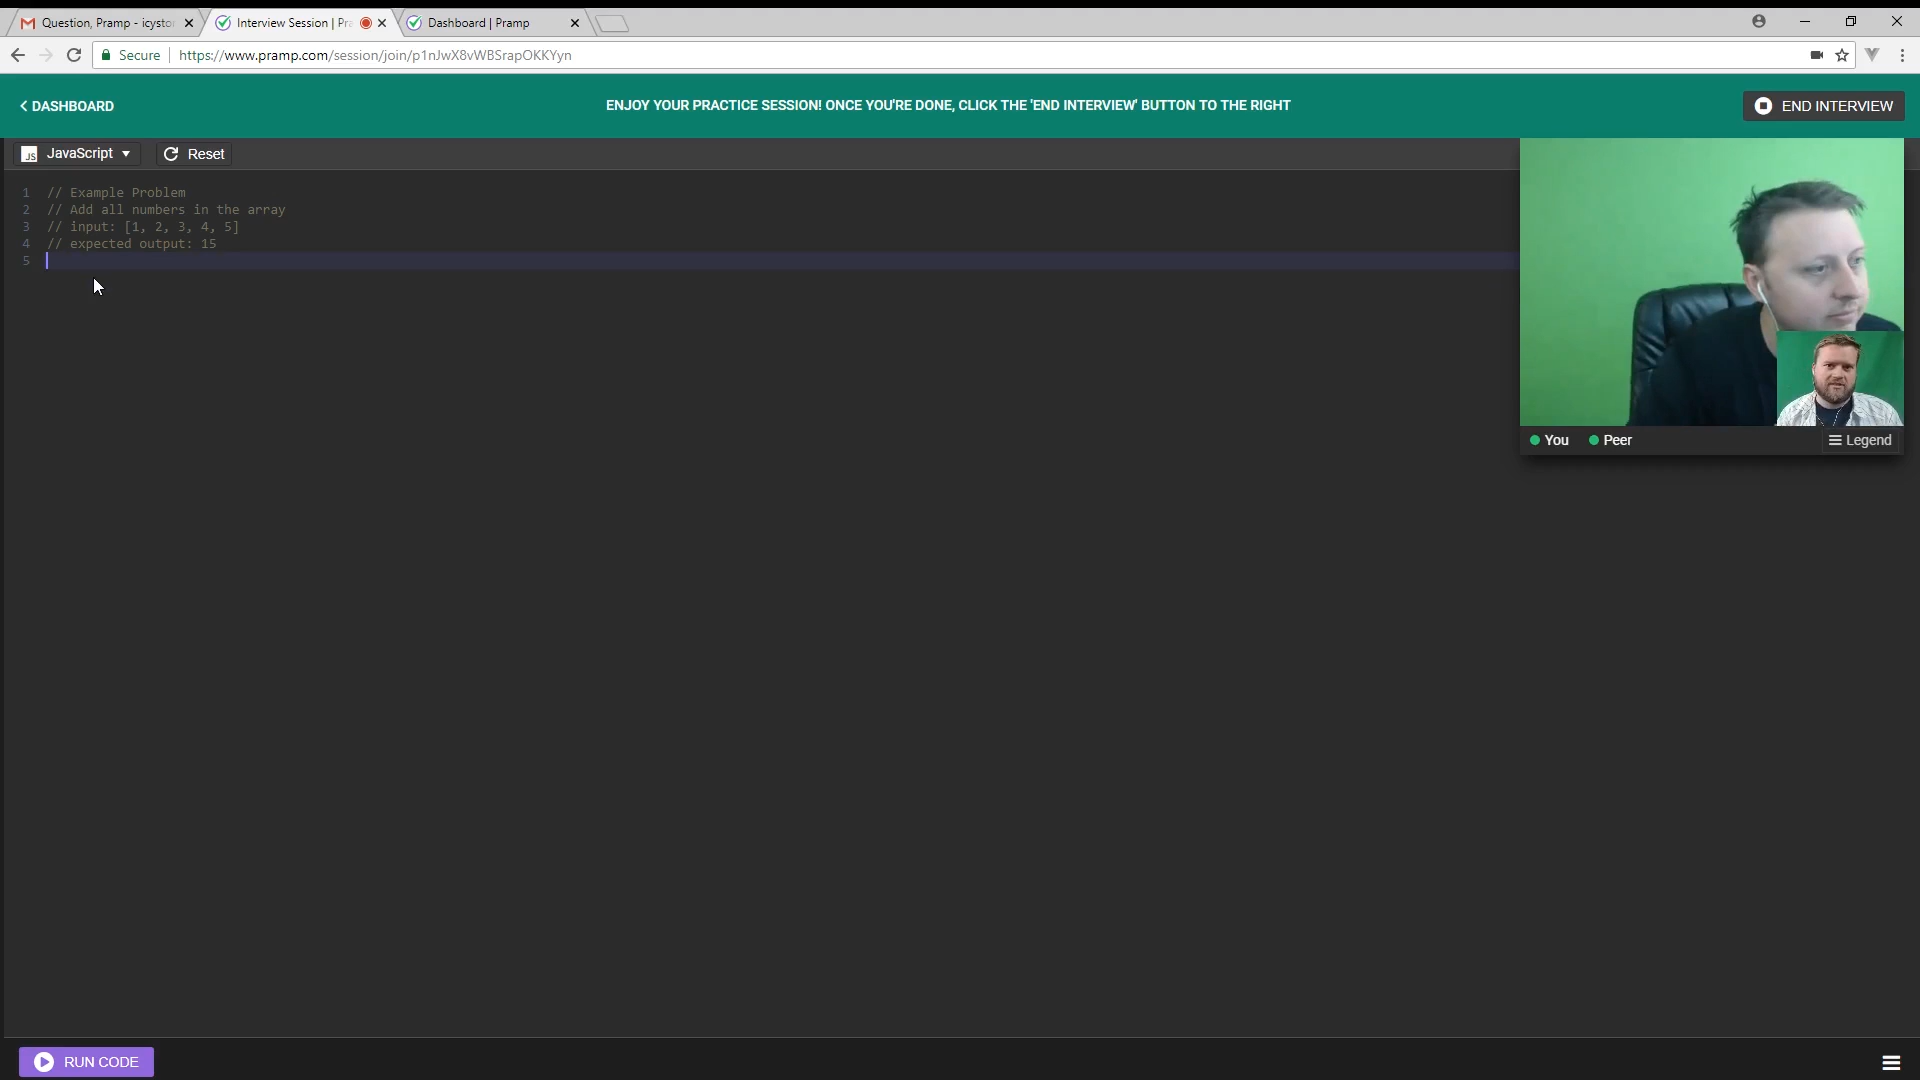 Question, Pramp - icysto
Interview Session | Pra
Dashboard | Pramp
Secure
https://www.pramp.com/session/join/p1nJwX8vWBSrapOKKYyn
DASHBOARD
ENJOY YOUR PRACTICE SESSION! ONCE YOU'RE DONE, CLICK THE 'END INTERVIEW' BUTTON TO THE RIGHT
END INTERVIEW
JS JavaScript
Reset
1 // Example Problem
2 // Add all numbers in the array
3 // input: [1, 2, 3, 4, 5]
4 // expected output: 15
5
You
Peer
Legend
RUN CODE